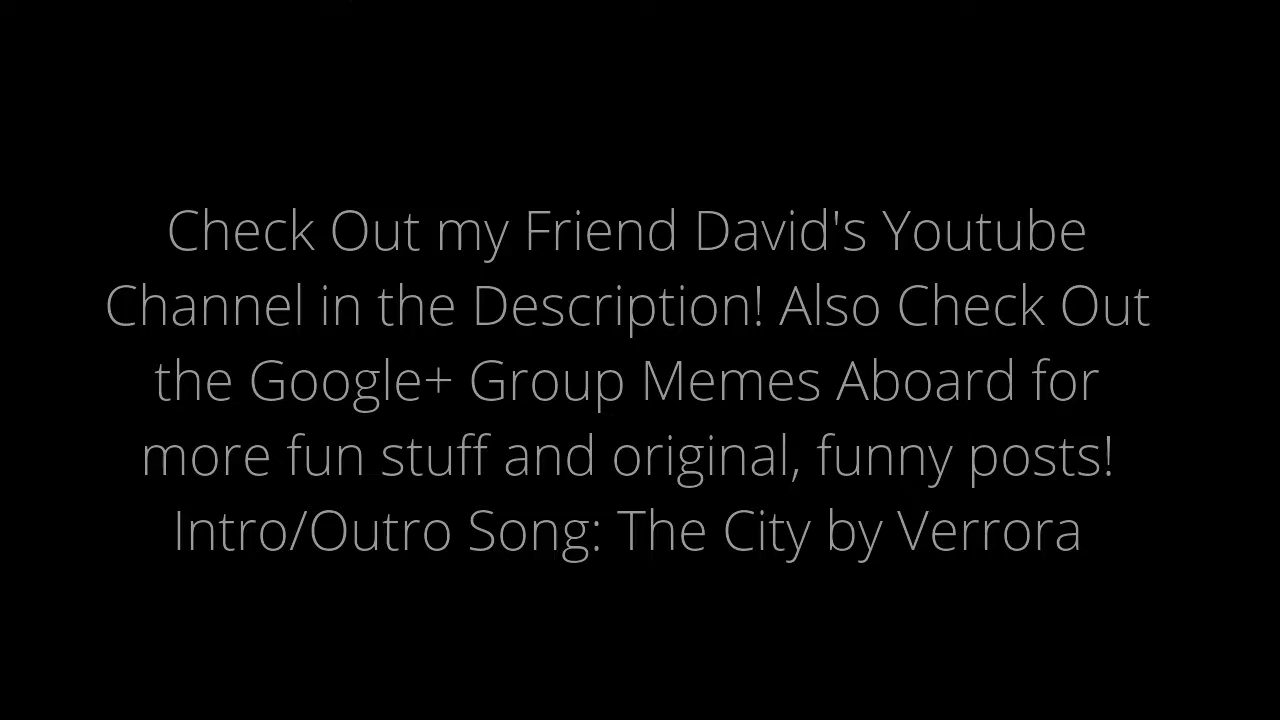 Check Out my Friend David's Youtube
Channel in the Description! Also Check Out
the Google+ Group Memes Aboard for
more fun stuff and original, funny posts!
Intro/Outro Song: The City by Verrora